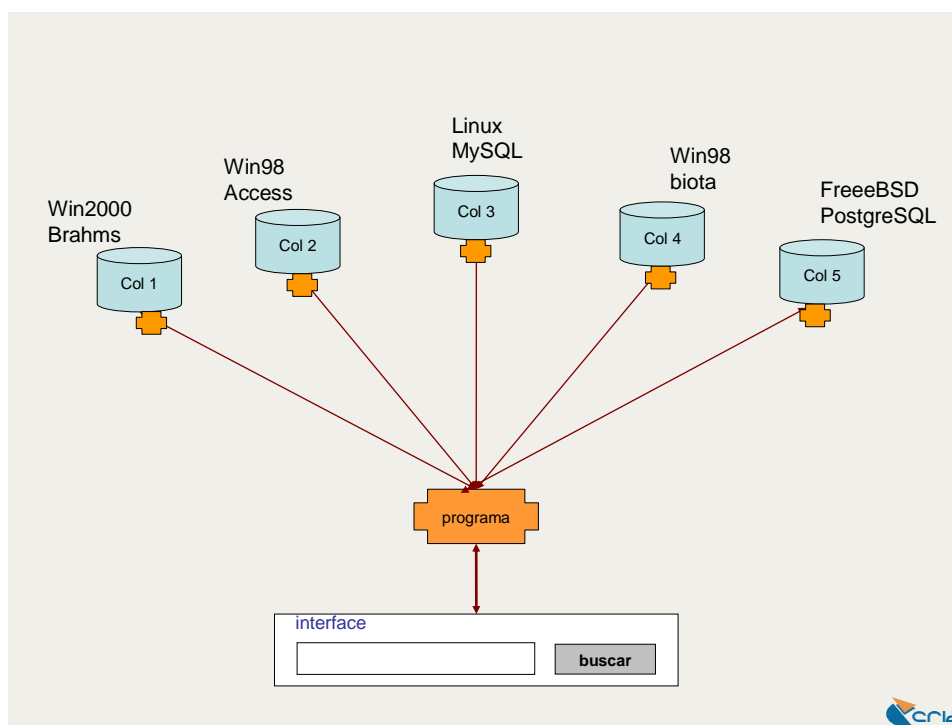 Linux
MySQL
Win98
Access
Win98
biota
Win2000
Brahms
FreeeBSD
PostgreSQL
Col 1
Col 2
Col 3
Col 4
Col 5
programa
interface
buscar